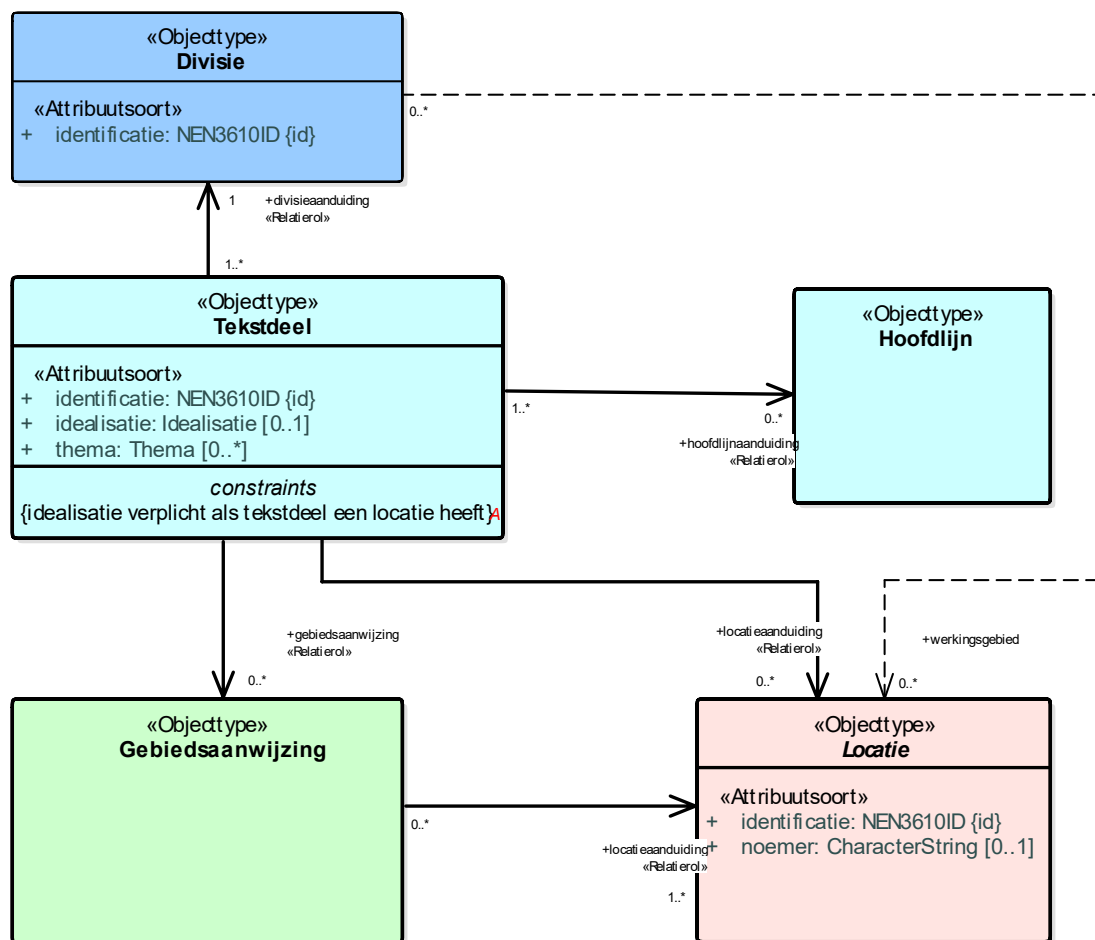 «Objecttype»
Divisie
«Attribuutsoort»
+ identificatie: NEN3610ID {id}
0..*
1
+divisieaanduiding
«Relatierol»
1..*
«Objecttype»
Tekstdeel
«Attribuutsoort»
+ identificatie: NEN3610ID {id}
+ idealisatie: Idealisatie [0..1]
+ thema: Thema [0..*]
constraints
{idealisatie verplicht als tekstdeel een locatie heeft}
A
«Objecttype»
Hoofdlijn
1..*
0..*
+hoofdlijnaanduiding
«Relatierol»
+gebiedsaanwijzing
«Relatierol»
0..*
+locatieaanduiding
«Relatierol»
0..*
+werkingsgebied
0..*
«Objecttype»
Gebiedsaanwijzing
«Objecttype»
Locatie
«Attribuutsoort»
+ identificatie: NEN3610ID {id}
+ noemer: CharacterString [0..1]
0..*
+locatieaanduiding
«Relatierol»
1..*